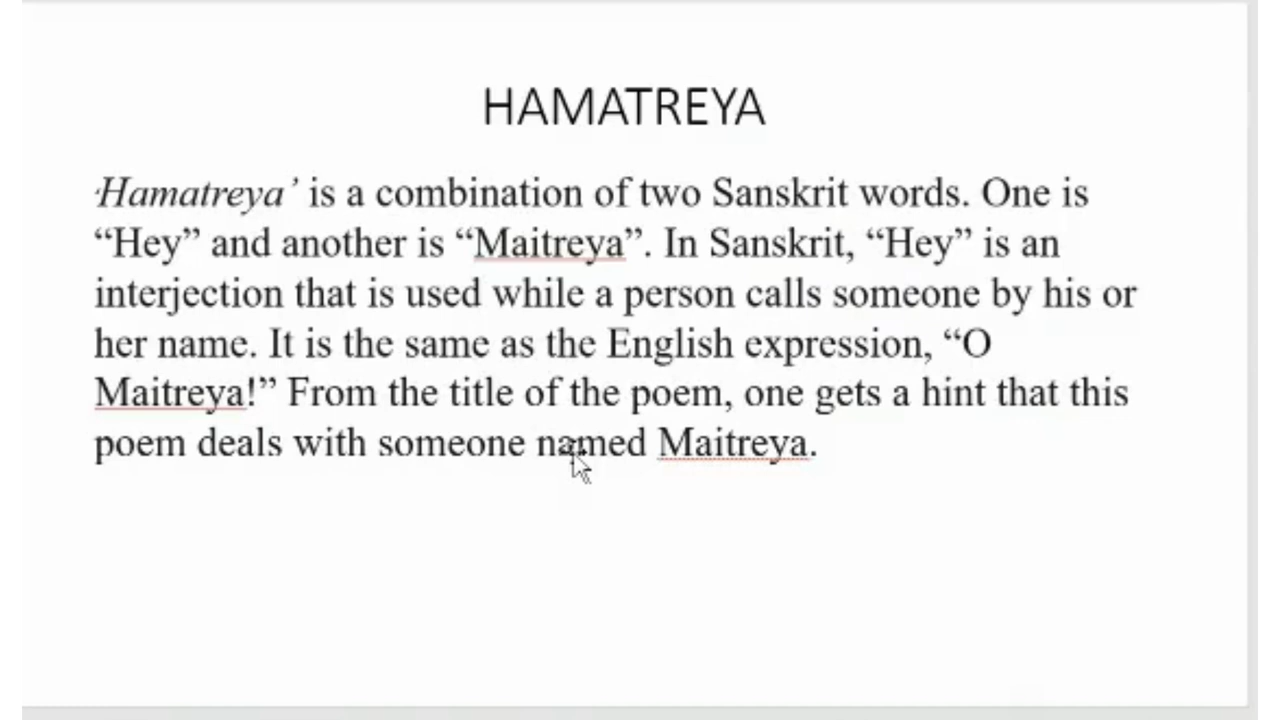 HAMATREYA
‘Hamatreya’ is a combination of two Sanskrit words. One is
“Hey” and another is “Maitreya”. In Sanskrit, “Hey” is an
interjection that is used while a person calls someone by his or
her name. It is the same as the English expression, “O
Maitreya!” From the title of the poem, one gets a hint that this
poem deals with someone named Maitreya.